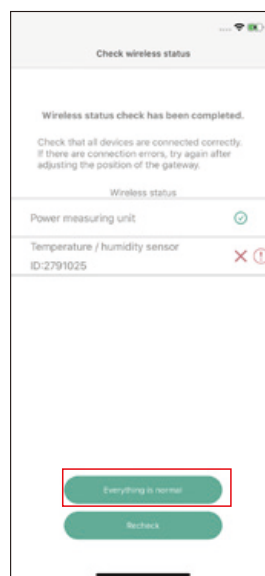 Check wireless status
Wireless status check has been completed.
Check that all devices are connected correctly.
If there are connection errors, try again after
adjusting the position of the gateway.
Wireless status
Power measuring unit
Temperature / humidity sensor
ID:2791025
Everything is normal
Recheck